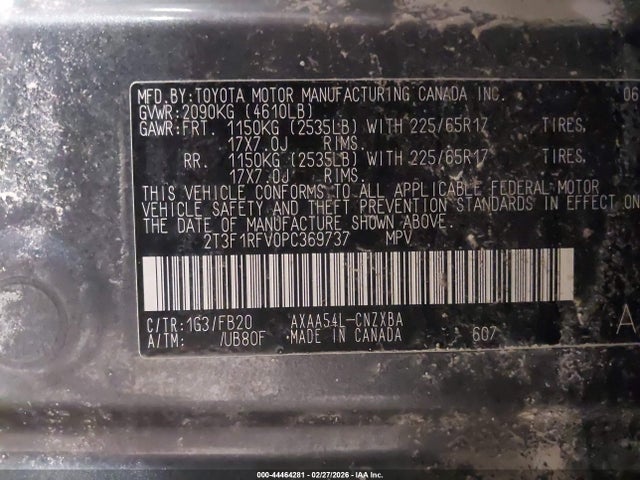 MFD.BY:TOYOTA MOTOR MANUFACTURING CANADA INC. 06
GVWR:2090KG (4610LB)
GAWR:FRT. 1150KG (2535LB) WITH 225/65R17 TIRES,
17X7.0J RIMS.
RR. 1150KG (2535LB) WITH 225/65R17 TIRES,
17X7.0J RIMS.
THIS VEHICLE CONFORMS TO ALL APPLICABLE FEDERAL MOTOR
VEHICLE SAFETY AND THEFT PREVENTION STANDARDS IN EFFECT ON
THE DATE OF MANUFACTURE SHOWN ABOVE.
2T3F1RFV0PC369737 MPV
C/TR:1G3/FB20 AXAA54L-CNZXBA A
A/TM: /UB80F MADE IN CANADA 607
000-44464281 - 02/27/2026 - IAA Inc.